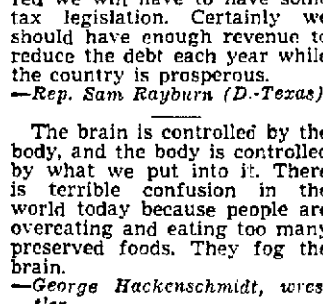 red we will have to have some
tax legislation. Certainly we
should have enough revenue to
reduce the debt each year while
the country is prosperous.
—Rep. Sam Rayburn (D.-Texas)
The brain is controlled by the
body, and the body is controlled
by what we put into it. There
is terrible confusion in the
world today because people are
overeating and eating too many
preserved foods. They fog the
brain.
—George Hackenschmidt, wres-
tler.